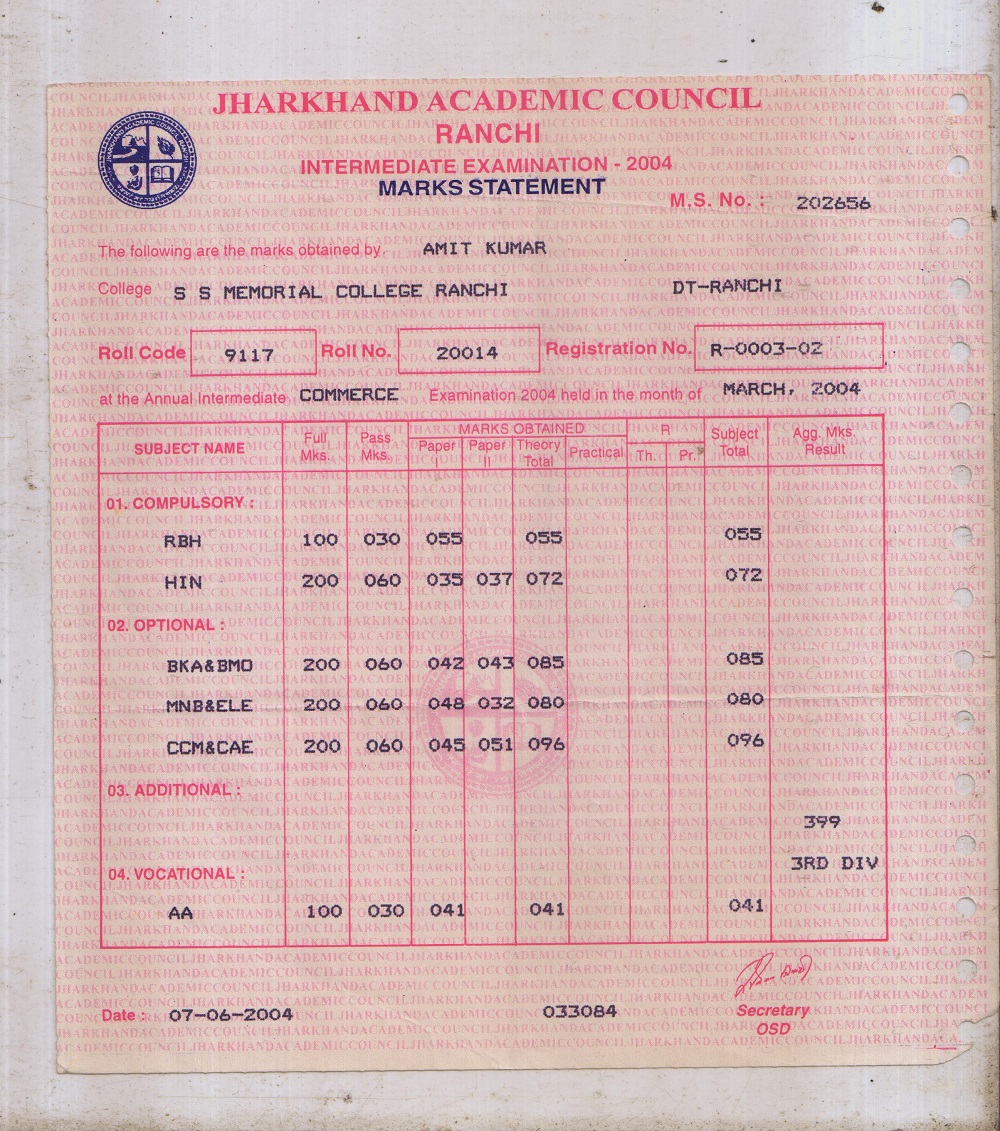 JHARKHAND ACADEMIC COUNCIL
RANCHI
INTERMEDIATE EXAMINATION - 2004
MARKS STATEMENT
M.S. No. : 202656
The following are the marks obtained by. AMIT KUMAR
College S S MEMORIAL COLLEGE RANCHI DT-RANCHI
Roll Code 9117 Roll No. 20014 Registration No. R-0003-02
at the Annual Intermediate COMMERCE Examination 2004 held in the month of MARCH, 2004
SUBJECT NAME Full Mks. Pass Mks. MARKS OBTAINED Paper I Paper II Theory Total Practical R Th. Pr. Subject Total Agg. Mks. Result
01. COMPULSORY :
RBH 100 030 055 055 055
HIN 200 060 035 037 072 072
02. OPTIONAL :
BKA&BMO 200 060 042 043 085 085
MNB&ELE 200 060 048 032 080 080
CCM&CAE 200 060 045 051 096 096
03. ADDITIONAL :
399
3RD DIV
04. VOCATIONAL :
AA 100 030 041 041 041
Date : 07-06-2004 033084 Secretary
OSD